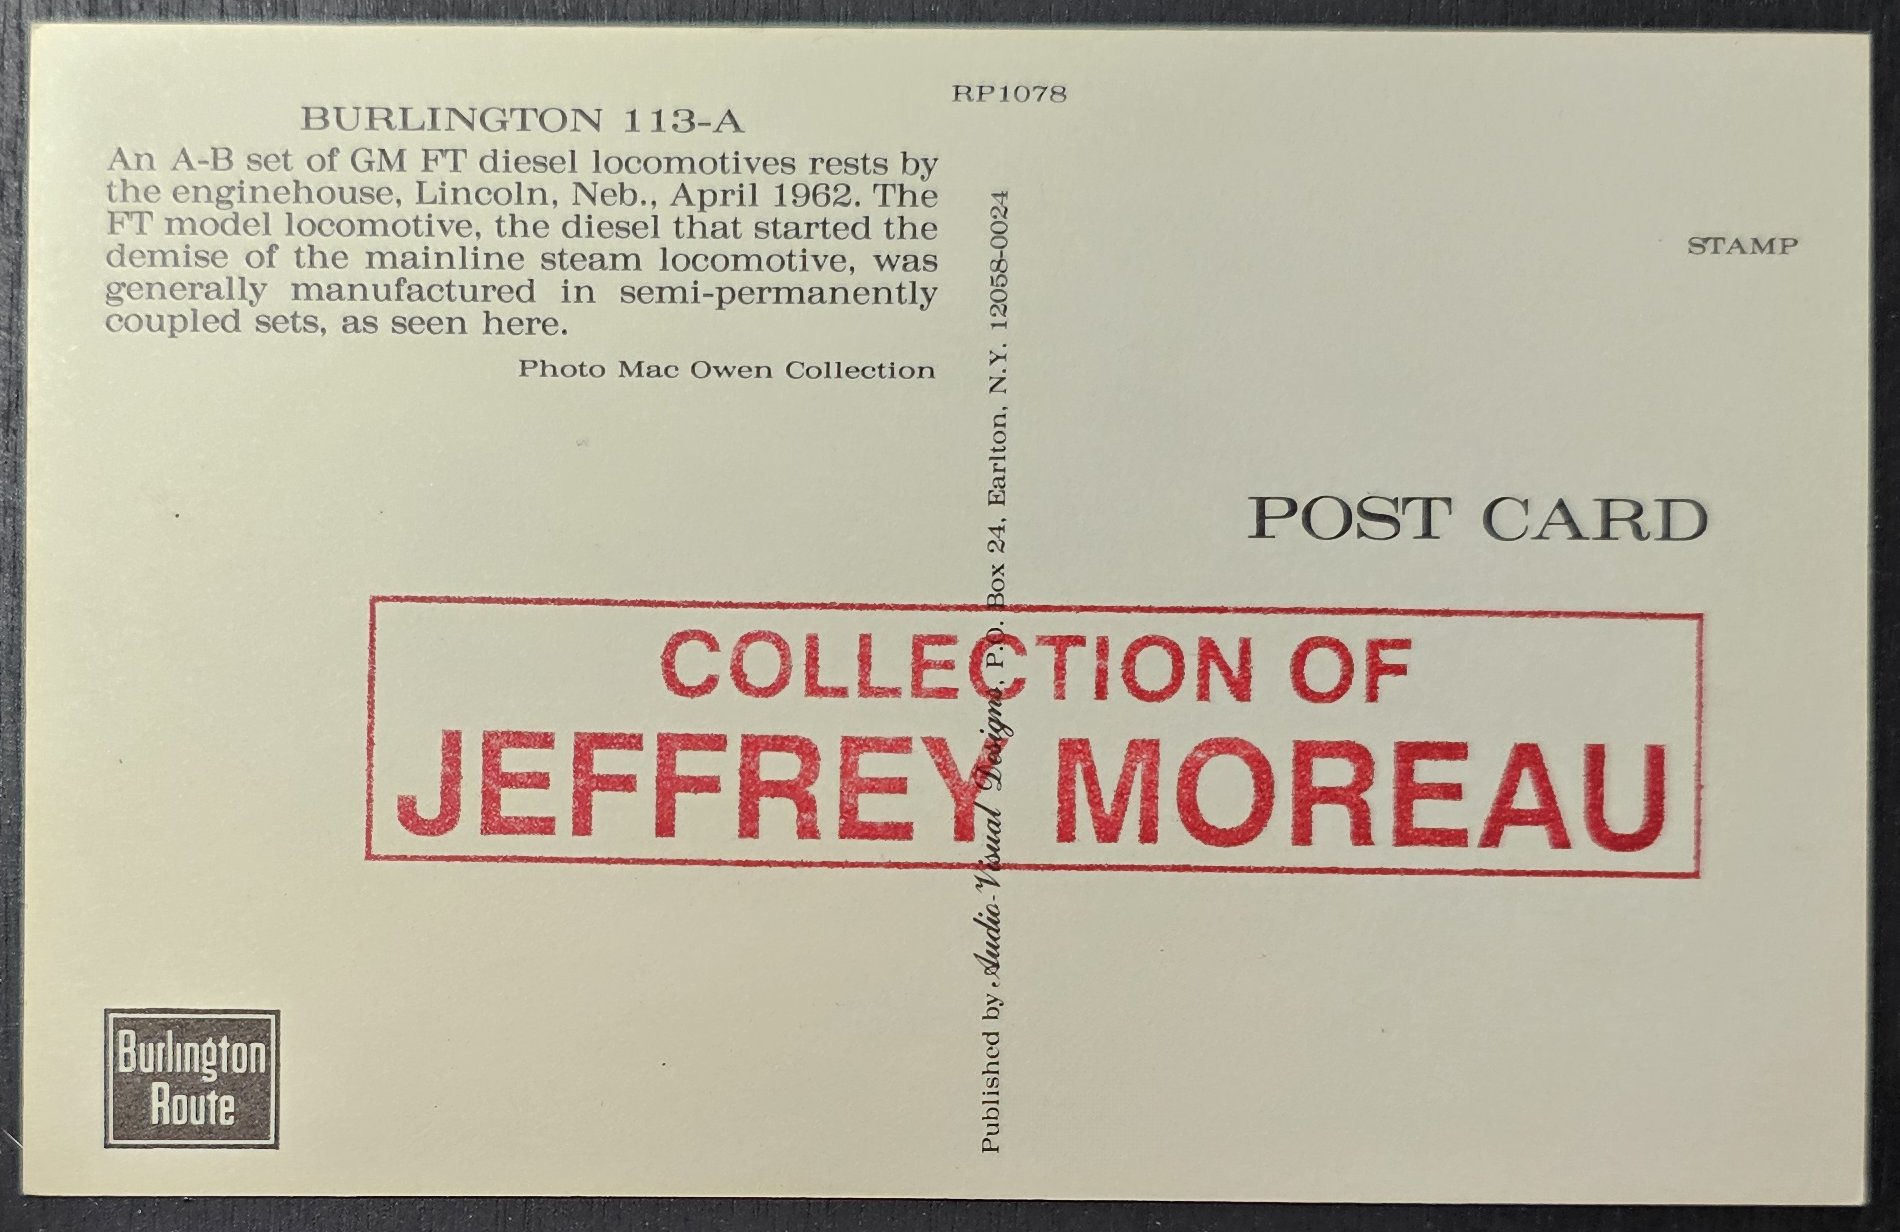 BURLINGTON 113-A
An A-B set of GM FT diesel locomotives rests by
the enginehouse, Lincoln, Neb., April 1962. The
FT model locomotive, the diesel that started the
demise of the mainline steam locomotive, was
generally manufactured in semi-permanently
coupled sets, as seen here.
Photo Mac Owen Collection
RP1078
Published by Audio-Visual Designs, P.O. Box 24, Earlton, N.Y. 12058-0024
STAMP
POST CARD
COLLECTION OF
JEFFREY MOREAU
Burlington
Route